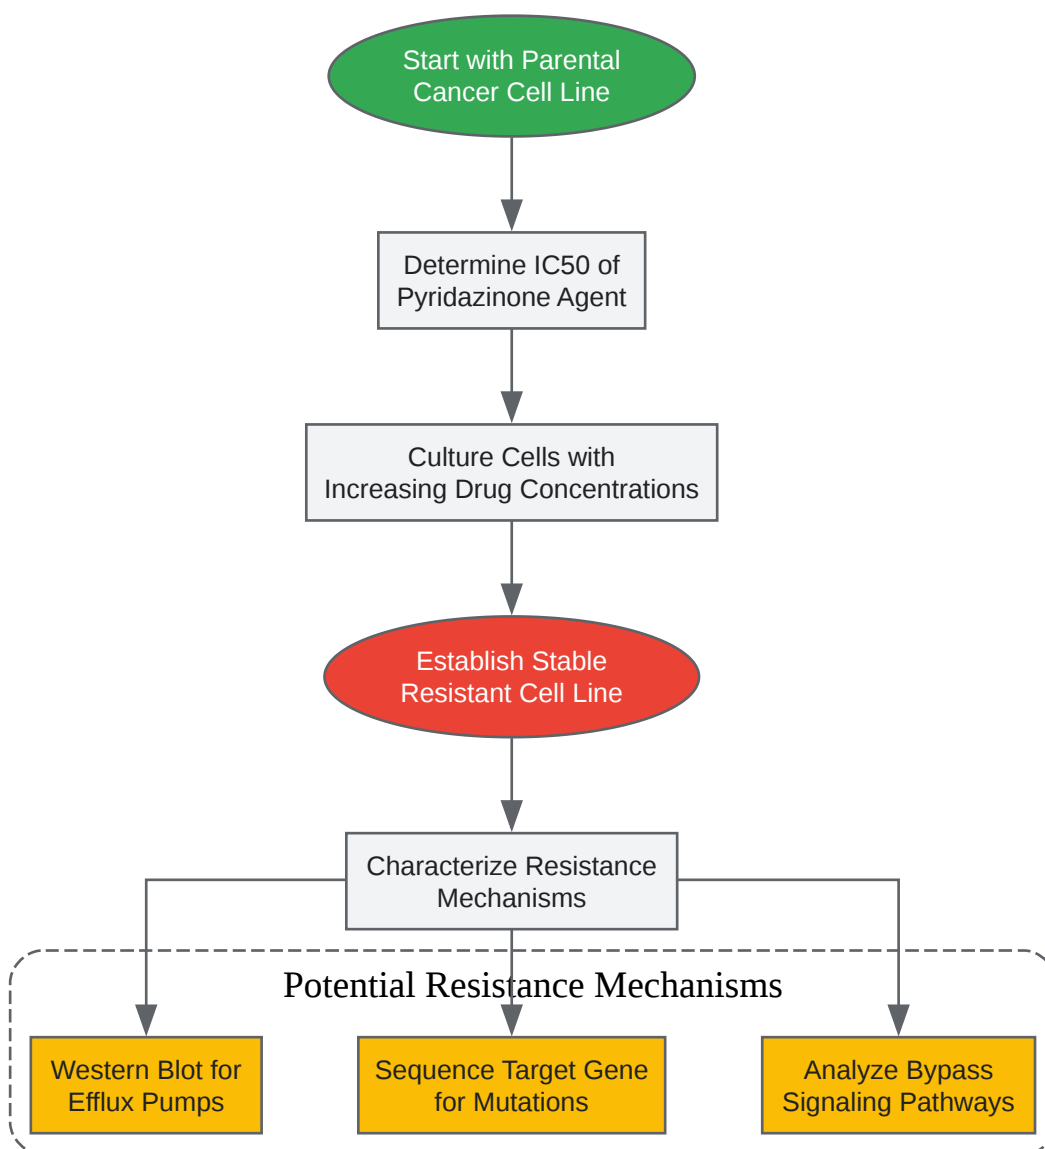 Start with Parental
Cancer Cell Line
Determine IC50 of
Pyridazinone Agent
Culture Cells with
Increasing Drug Concentrations
Establish Stable
Resistant Cell Line
Characterize Resistance
Mechanisms
Potential Resistance Mechanisms
Western Blot for
Efflux Pumps
Sequence Target Gene
for Mutations
Analyze Bypass
Signaling Pathways